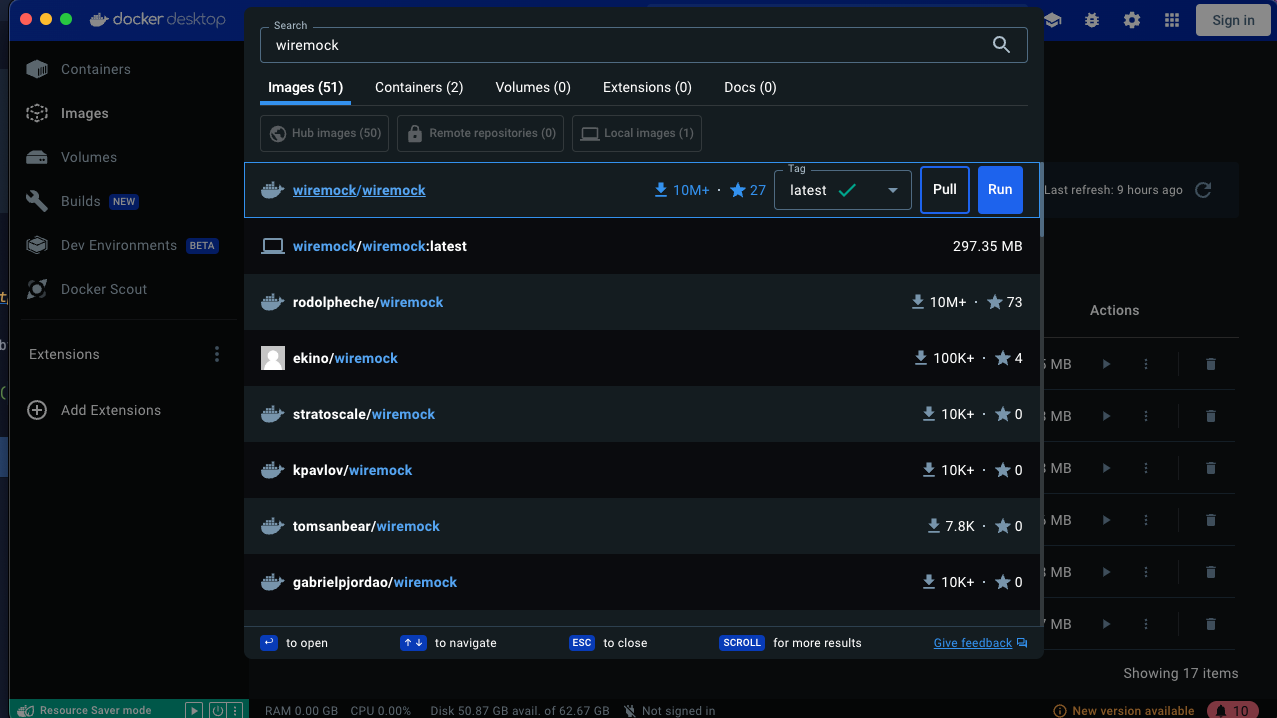 docker desktop
Sign in
Search
wiremock
Images (51)
Containers (2)
Volumes (0)
Extensions (0)
Docs (0)
Hub images (50)
Remote repositories (0)
Local images (1)
Containers
Images
Volumes
Builds NEW
Dev Environments BETA
Docker Scout
Extensions
Add Extensions
wiremock/wiremock 10M+ · 27 Tag latest Pull Run
Last refresh: 9 hours ago
wiremock/wiremock:latest 297.35 MB
rodolpheche/wiremock 10M+ · 73
Actions
ekino/wiremock 100K+ · 4
MB
stratoscale/wiremock 10K+ · 0
MB
kpavlov/wiremock 10K+ · 0
MB
tomsanbear/wiremock 7.8K · 0
MB
gabrielpjordao/wiremock 10K+ · 0
MB
MB
to open
to navigate
ESC to close
SCROLL for more results
Give feedback
Showing 17 items
Resource Saver mode
RAM 0.00 GB CPU 0.00% Disk 50.87 GB avail. of 62.67 GB Not signed in
New version available
10